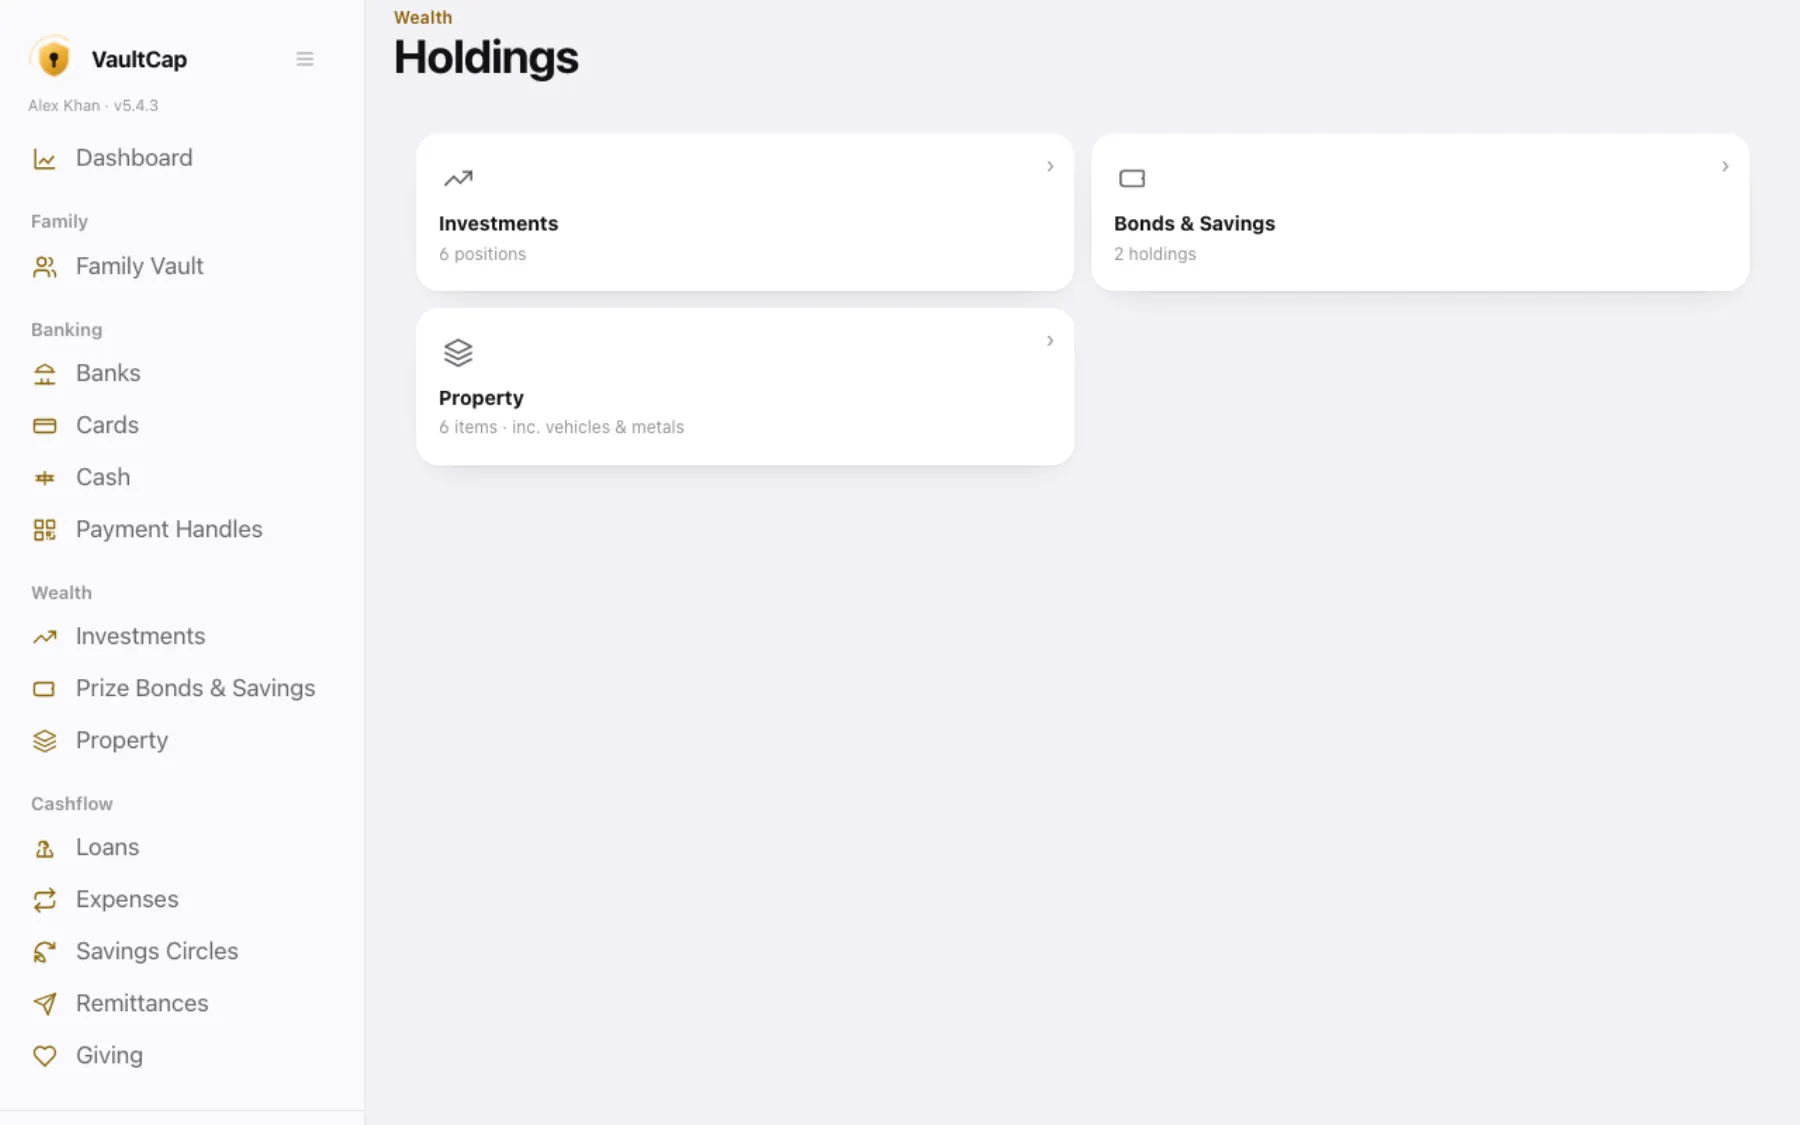 VaultCap
Alex Khan · v5.4.3
Dashboard
Family
Family Vault
Banking
Banks
Cards
Cash
Payment Handles
Wealth
Investments
Prize Bonds & Savings
Property
Cashflow
Loans
Expenses
Savings Circles
Remittances
Giving
Wealth
Holdings
Investments
6 positions
Bonds & Savings
2 holdings
Property
6 items · inc. vehicles & metals